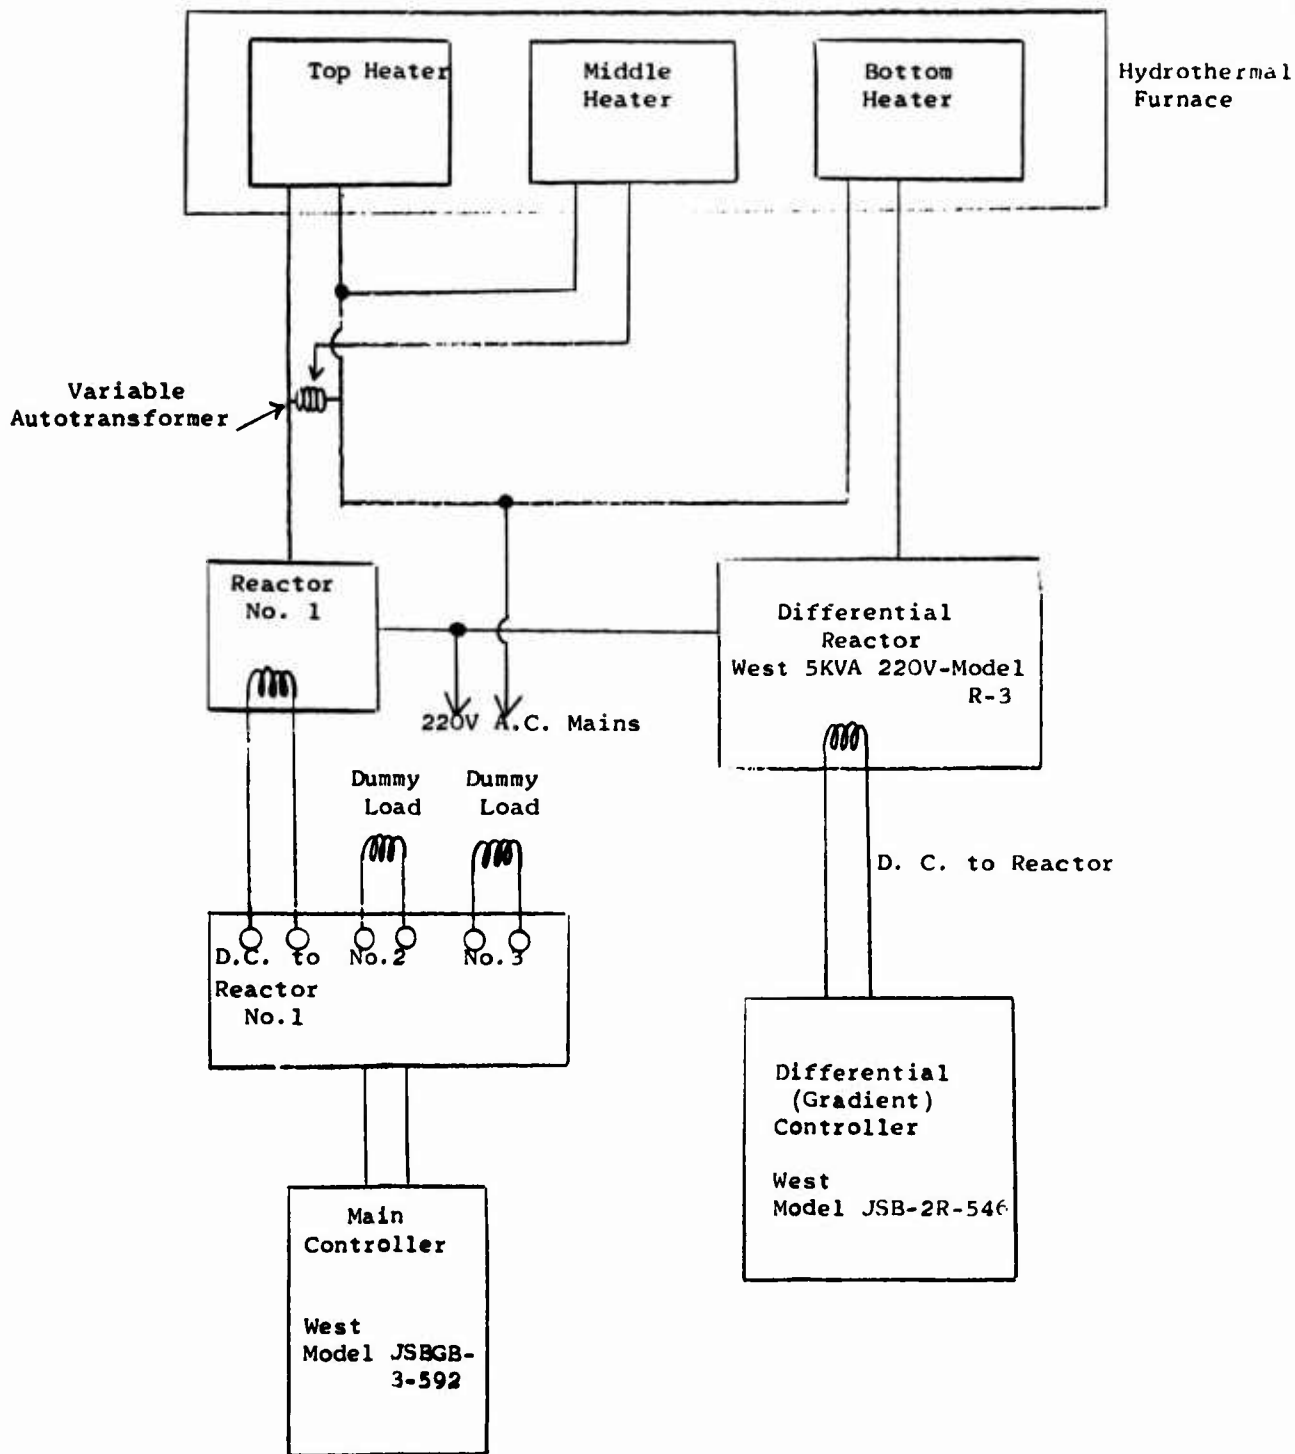 Top Heater
Middle
Heater
Bottom
Heater
Hydrothermal
Furnace
Variable
Autotransformer
Reactor
No. 1
Differential
Reactor
West 5KVA 220V-Model
R-3
220V A.C. Mains
Dummy
Load
Dummy
Load
D. C. to Reactor
D.C. to
Reactor
No.1
No.2
No.3
Differential
(Gradient)
Controller
West
Model JSB-2R-546
Main
Controller
West
Model JSBGB-
3-592